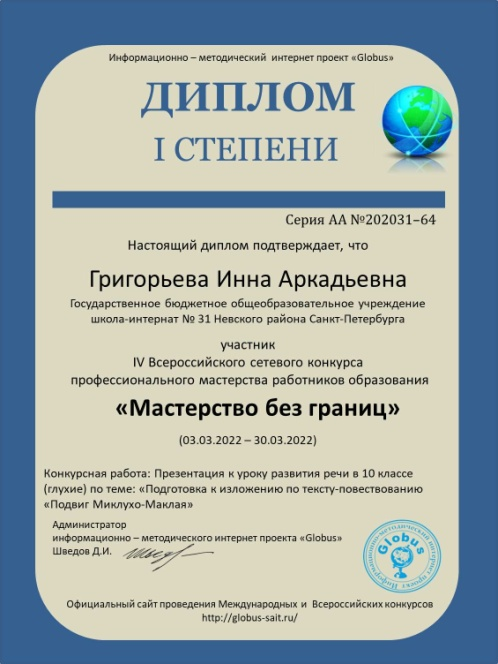 Информационно – методический интернет проект «Globus»
ДИПЛОМ
I СТЕПЕНИ
Серия АА №202031–64
Настоящий диплом подтверждает, что
Григорьева Инна Аркадьевна
Государственное бюджетное общеобразовательное учреждение
школа-интернат № 31 Невского района Санкт-Петербурга
участник
IV Всероссийского сетевого конкурса
профессионального мастерства работников образования
«Мастерство без границ»
(03.03.2022 – 30.03.2022)
Конкурсная работа: Презентация к уроку развития речи в 10 классе
(глухие) по теме: «Подготовка к изложению по тексту-повествованию
«Подвиг Миклухо-Маклая»
Администратор
информационно – методического интернет проекта «Globus»
Шведов Д.И.
Globus
Официальный сайт проведения Международных и Всероссийских конкурсов
http://globus-sait.ru/